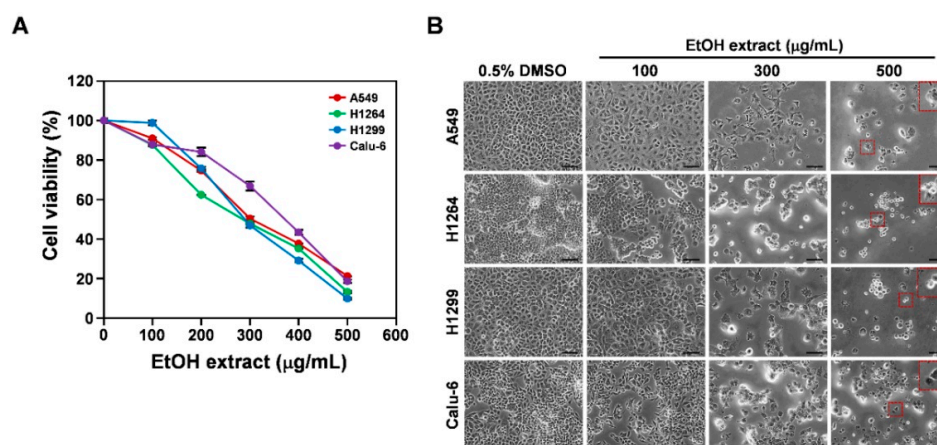 A
Cell viability (%)
120
100
80
60
40
20
0
A549
H1264
H1299
Calu-6
0 100 200 300 400 500 600
EtOH extract (μg/mL)
B
EtOH extract (μg/mL)
0.5% DMSO 100 300 500
A549
H1264
H1299
Calu-6